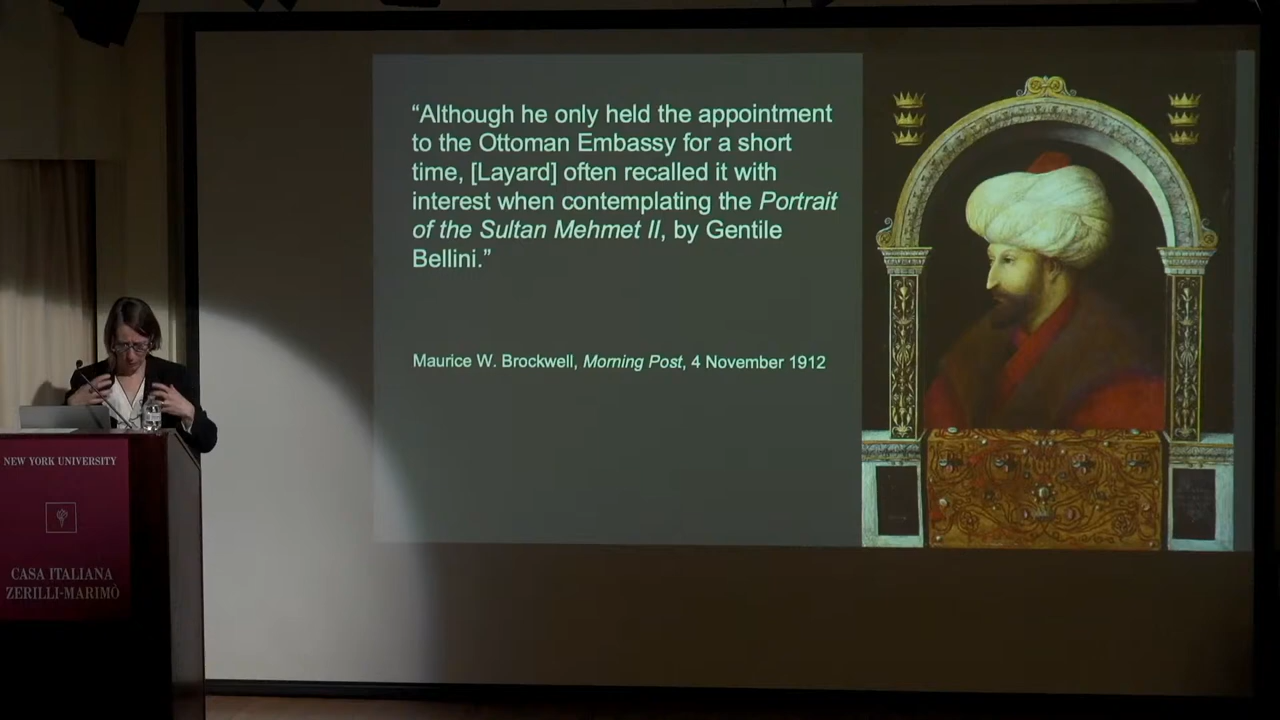 “Although he only held the appointment
to the Ottoman Embassy for a short
time, [Layard] often recalled it with
interest when contemplating the Portrait
of the Sultan Mehmet II, by Gentile
Bellini.”
Maurice W. Brockwell, Morning Post, 4 November 1912
NEW YORK UNIVERSITY
CASA ITALIANA
ZERILLI-MARIMÒ